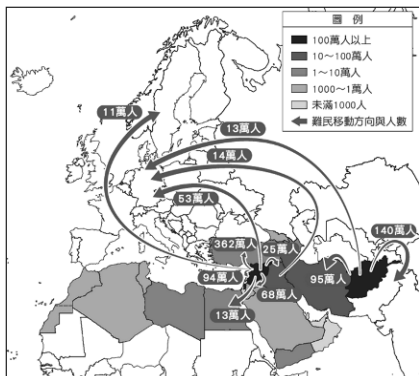 圖例
100萬人以上
10～100萬人
1～10萬人
1000～1萬人
未滿1000人
難民移動方向與人數
11萬人
13萬人
14萬人
53萬人
140萬人
362萬人
25萬人
94萬人
68萬人
95萬人
13萬人